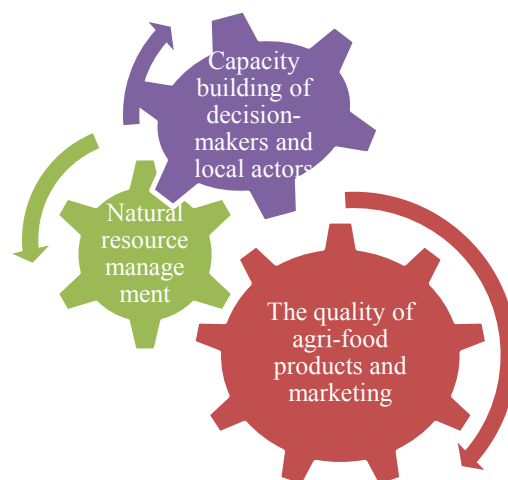 Capacity
building of
decision-
makers and
local actors
Natural
resource
manage
ment
The quality of
agri-food
products and
marketing